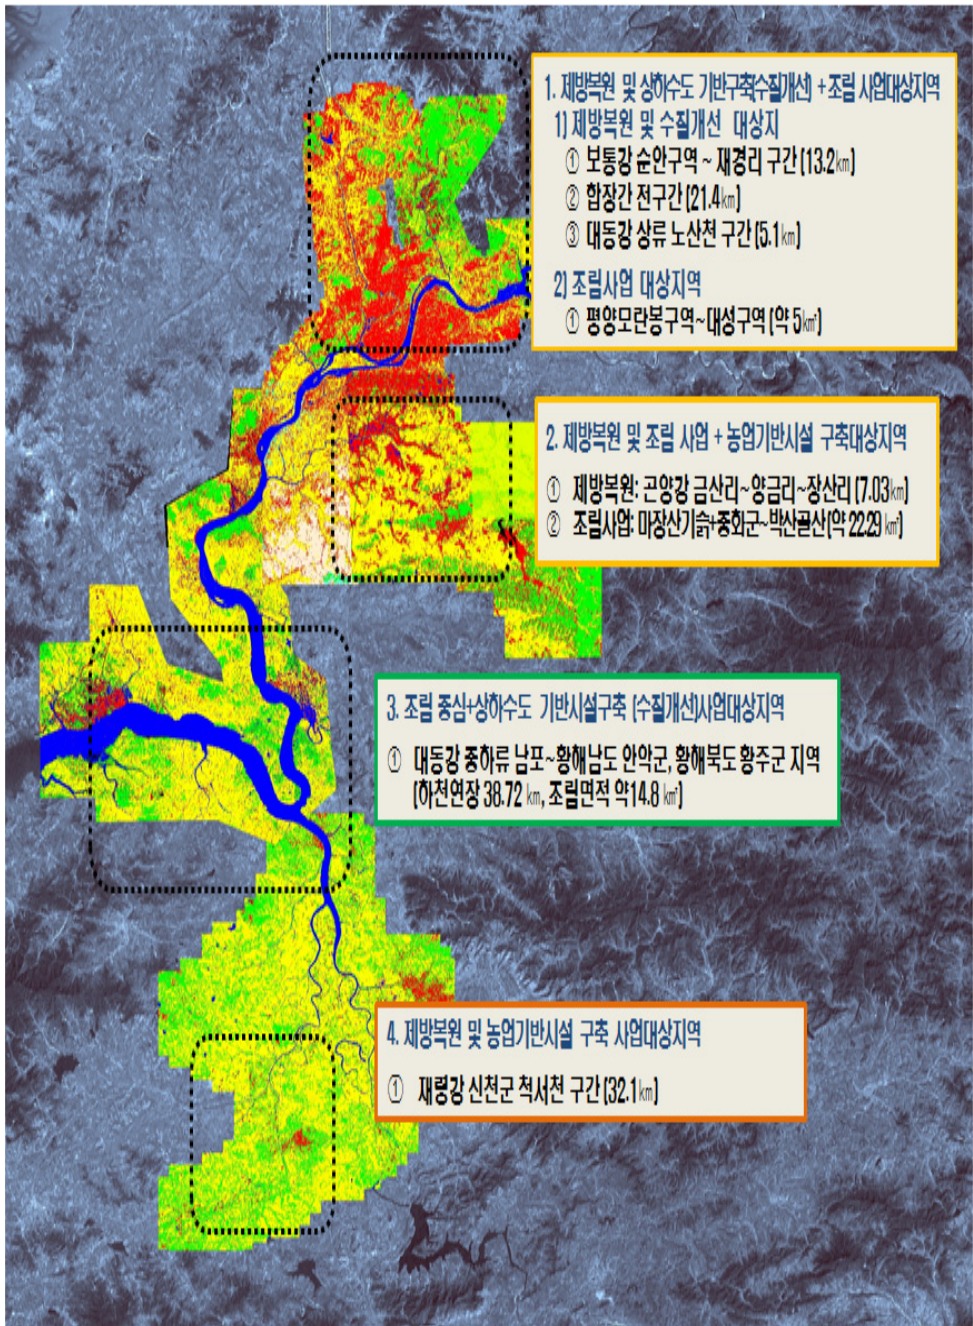 1. 제방복원 및 상하수도 기반구축(수질개선) + 조림 사업대상지역
1) 제방복원 및 수질개선 대상지
① 보통강 순안구역 ~ 재경리 구간 (13.2㎞)
② 합장간 전구간 (21.4㎞)
③ 대동강 상류 노산천 구간 (5.1㎞)
2) 조림사업 대상지역
① 평양모란봉구역~대성구역 (약 5㎢)
2. 제방복원 및 조림 사업 + 농업기반시설 구축대상지역
① 제방복원: 곤양강 금산리~양금리~장산리 (7.03㎞)
② 조림사업: 마장산기슭+중화군~박산골산(약 22.29 ㎢)
3. 조림 중심+상하수도 기반시설구축 (수질개선)사업대상지역
① 대동강 중하류 남포~황해남도 안악군, 황해북도 황주군 지역
(하천연장 38.72 ㎞, 조림면적 약14.8 ㎢)
4. 제방복원 및 농업기반시설 구축 사업대상지역
① 재령강 신천군 척서천 구간 (32.1㎞)